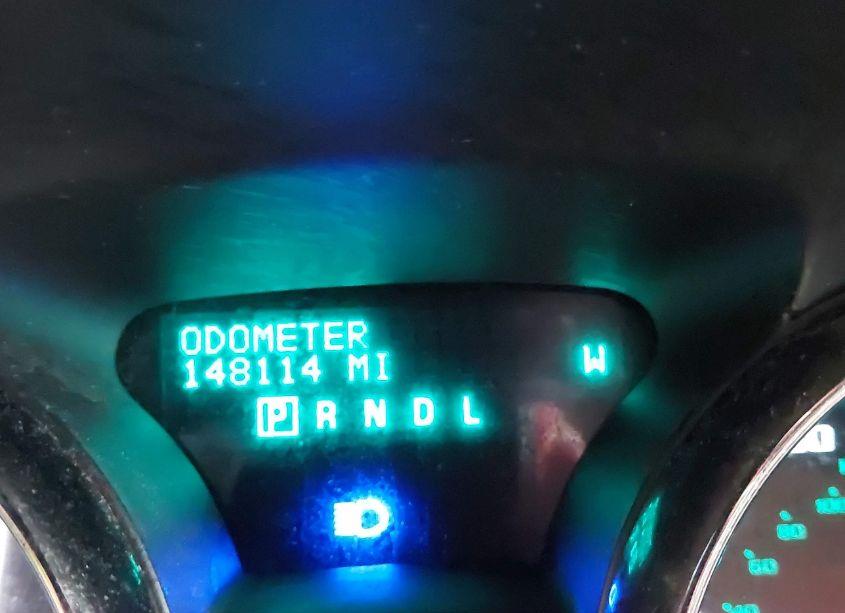 ODOMETER
148114 MI
W
P R N D L